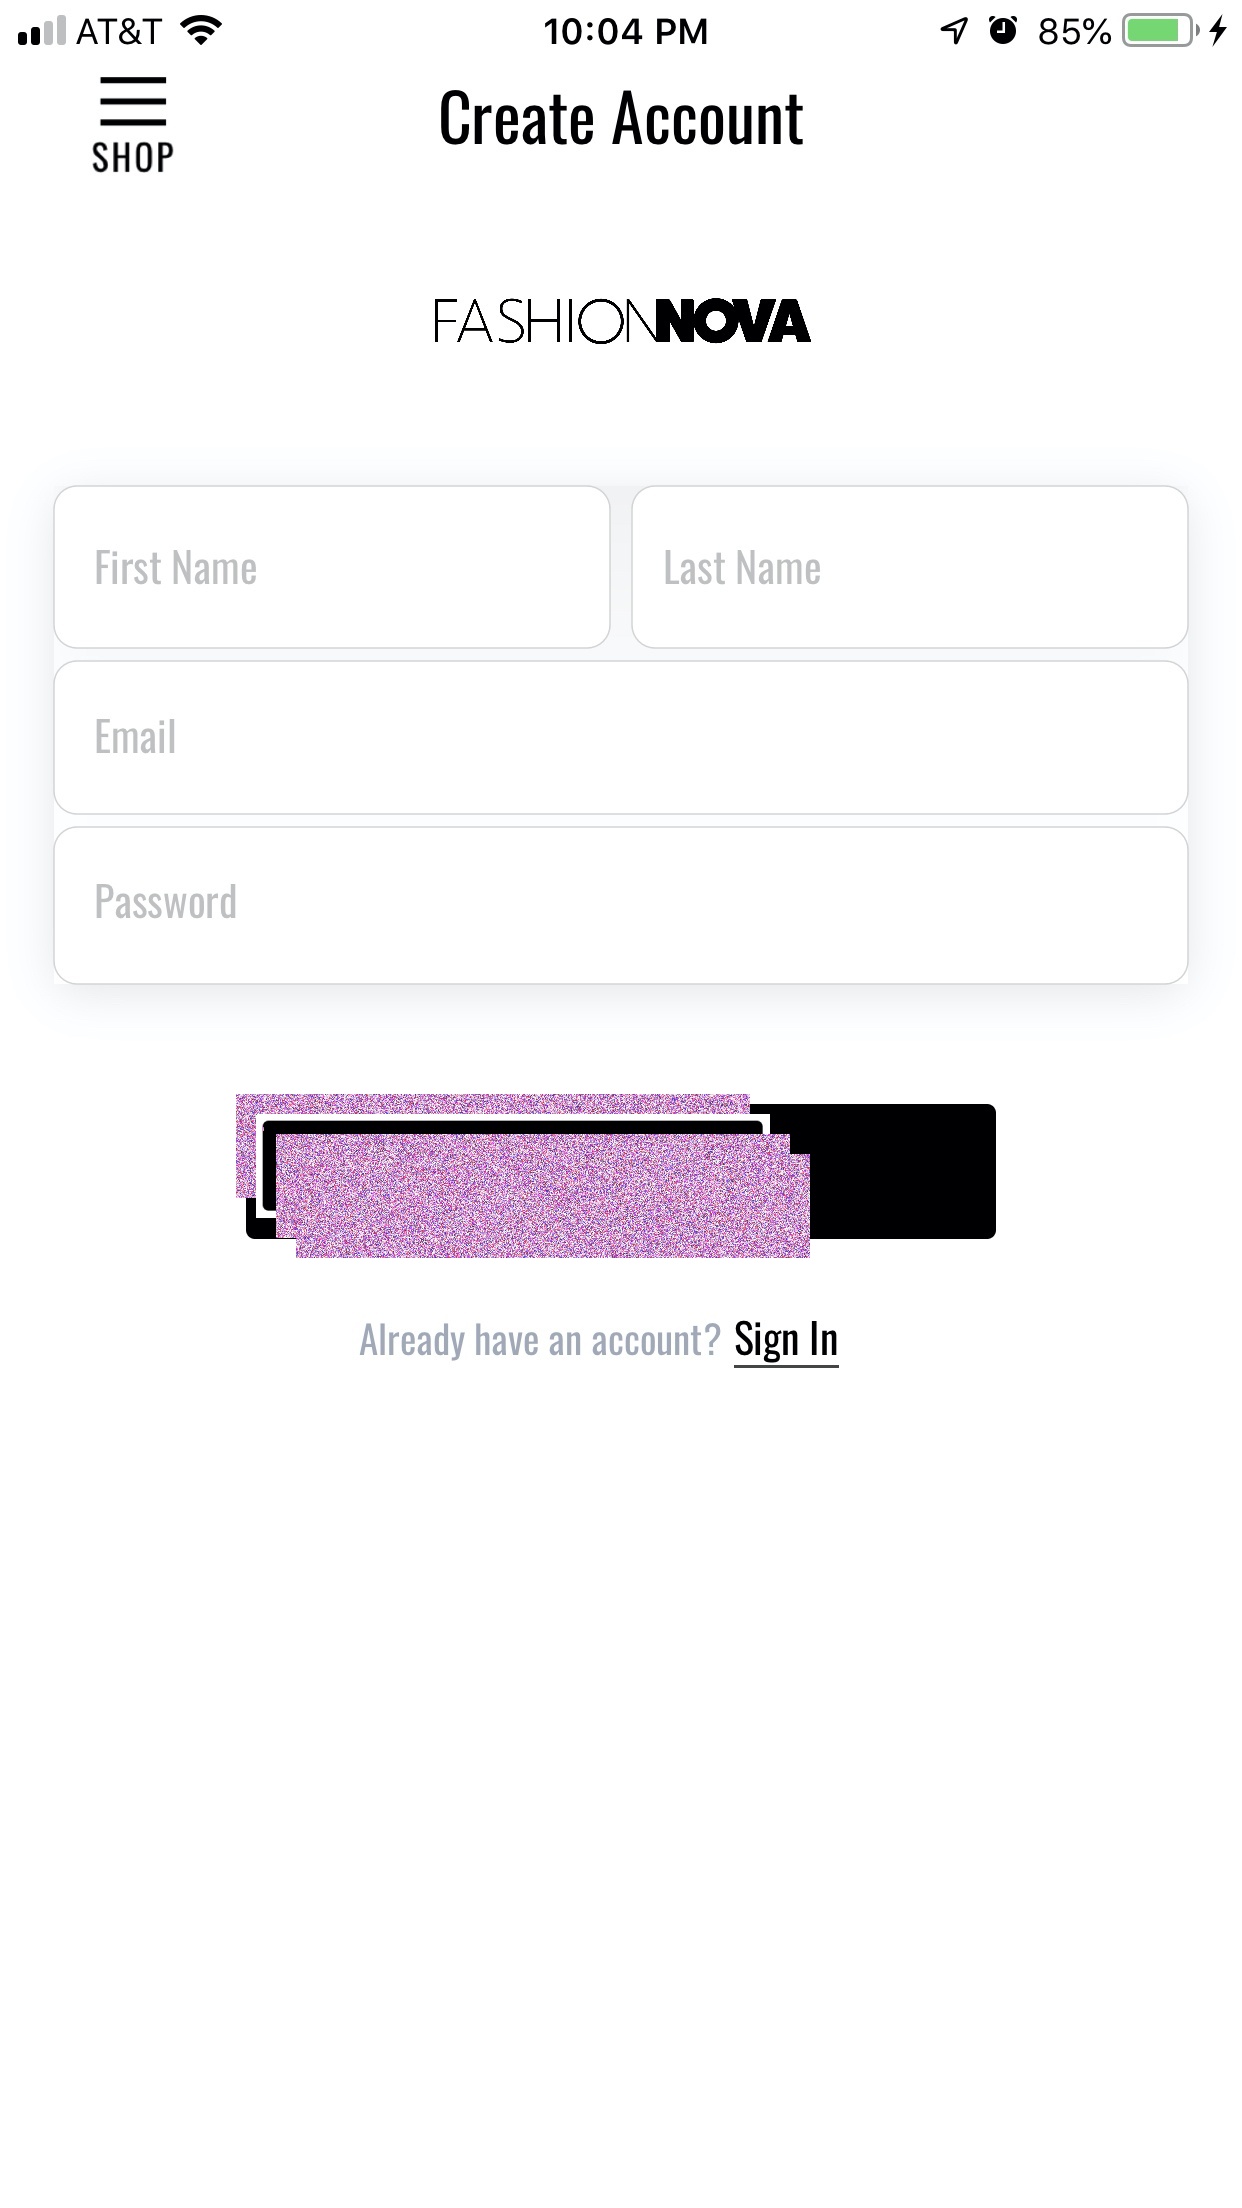 AT&T 10:04 PM 85%
SHOP
Create Account
FASHIONNOVA
First Name Last Name
Email
Password
Already have an account? Sign In